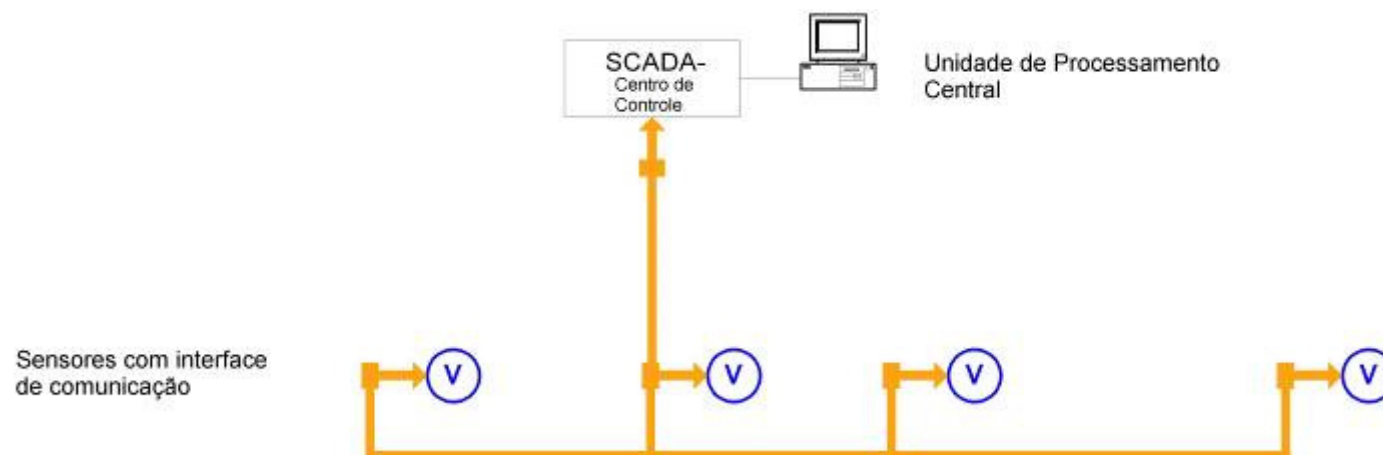 SCADA-
Centro de
Controle
Unidade de Processamento
Central
Sensores com interface
de comunicação
V
V
V
V